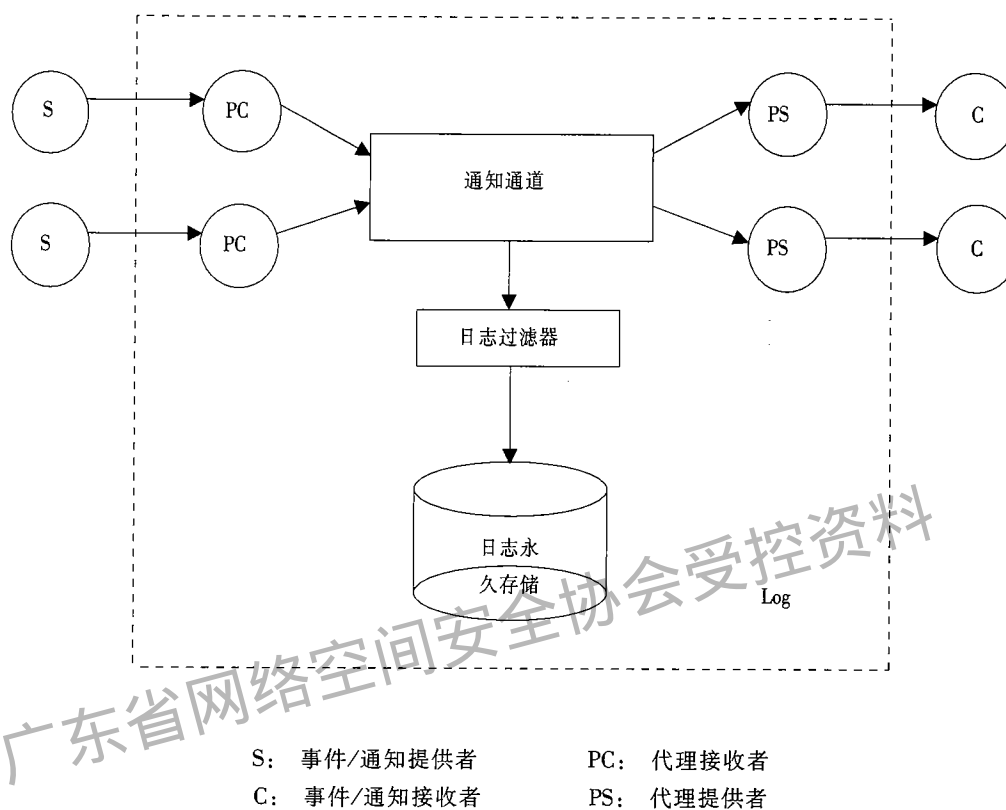 S
PC
PS
C
通知通道
S
PC
PS
C
日志过滤器
日志永
久存储
Log
广东省网络空间安全协会受控资料
S: 事件/通知提供者 PC: 代理接收者
C: 事件/通知接收者 PS: 代理提供者